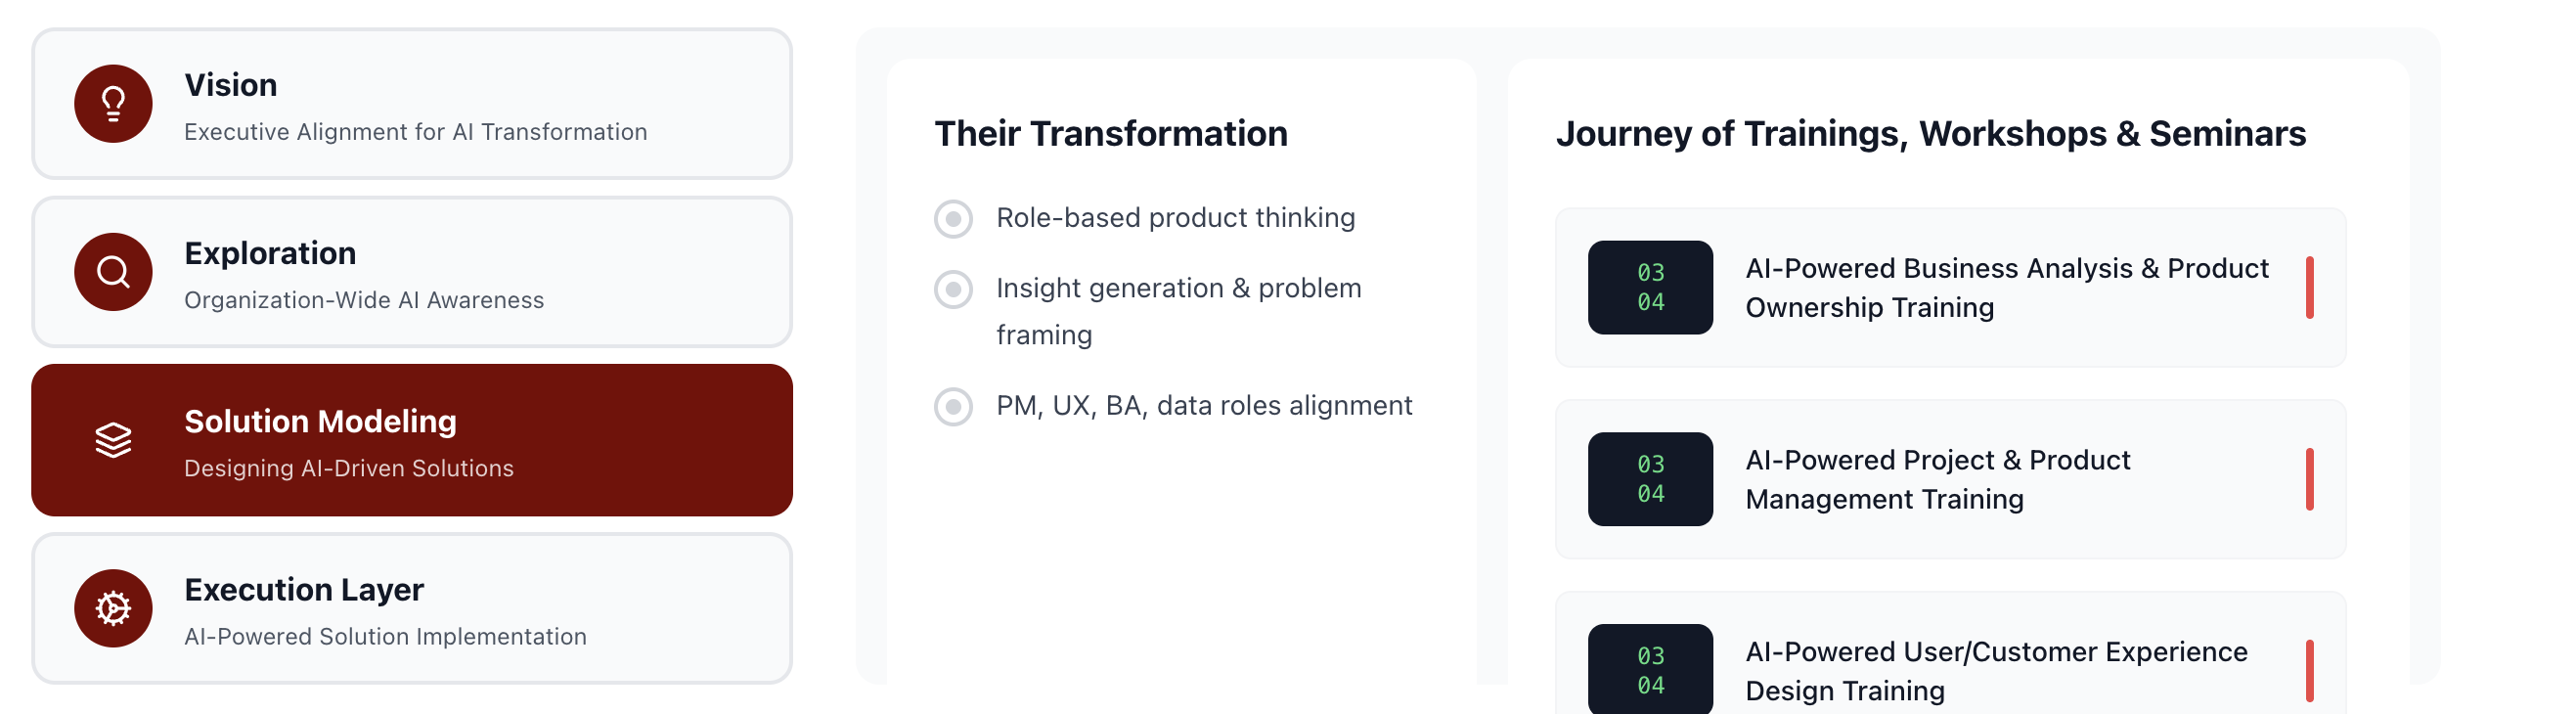 Vision
Executive Alignment for AI Transformation
Exploration
Organization-Wide AI Awareness
Solution Modeling
Designing AI-Driven Solutions
Execution Layer
AI-Powered Solution Implementation
Their Transformation
Role-based product thinking
Insight generation & problem
framing
PM, UX, BA, data roles alignment
Journey of Trainings, Workshops & Seminars
03
04
AI-Powered Business Analysis & Product
Ownership Training
03
04
AI-Powered Project & Product
Management Training
03
04
AI-Powered User/Customer Experience
Design Training